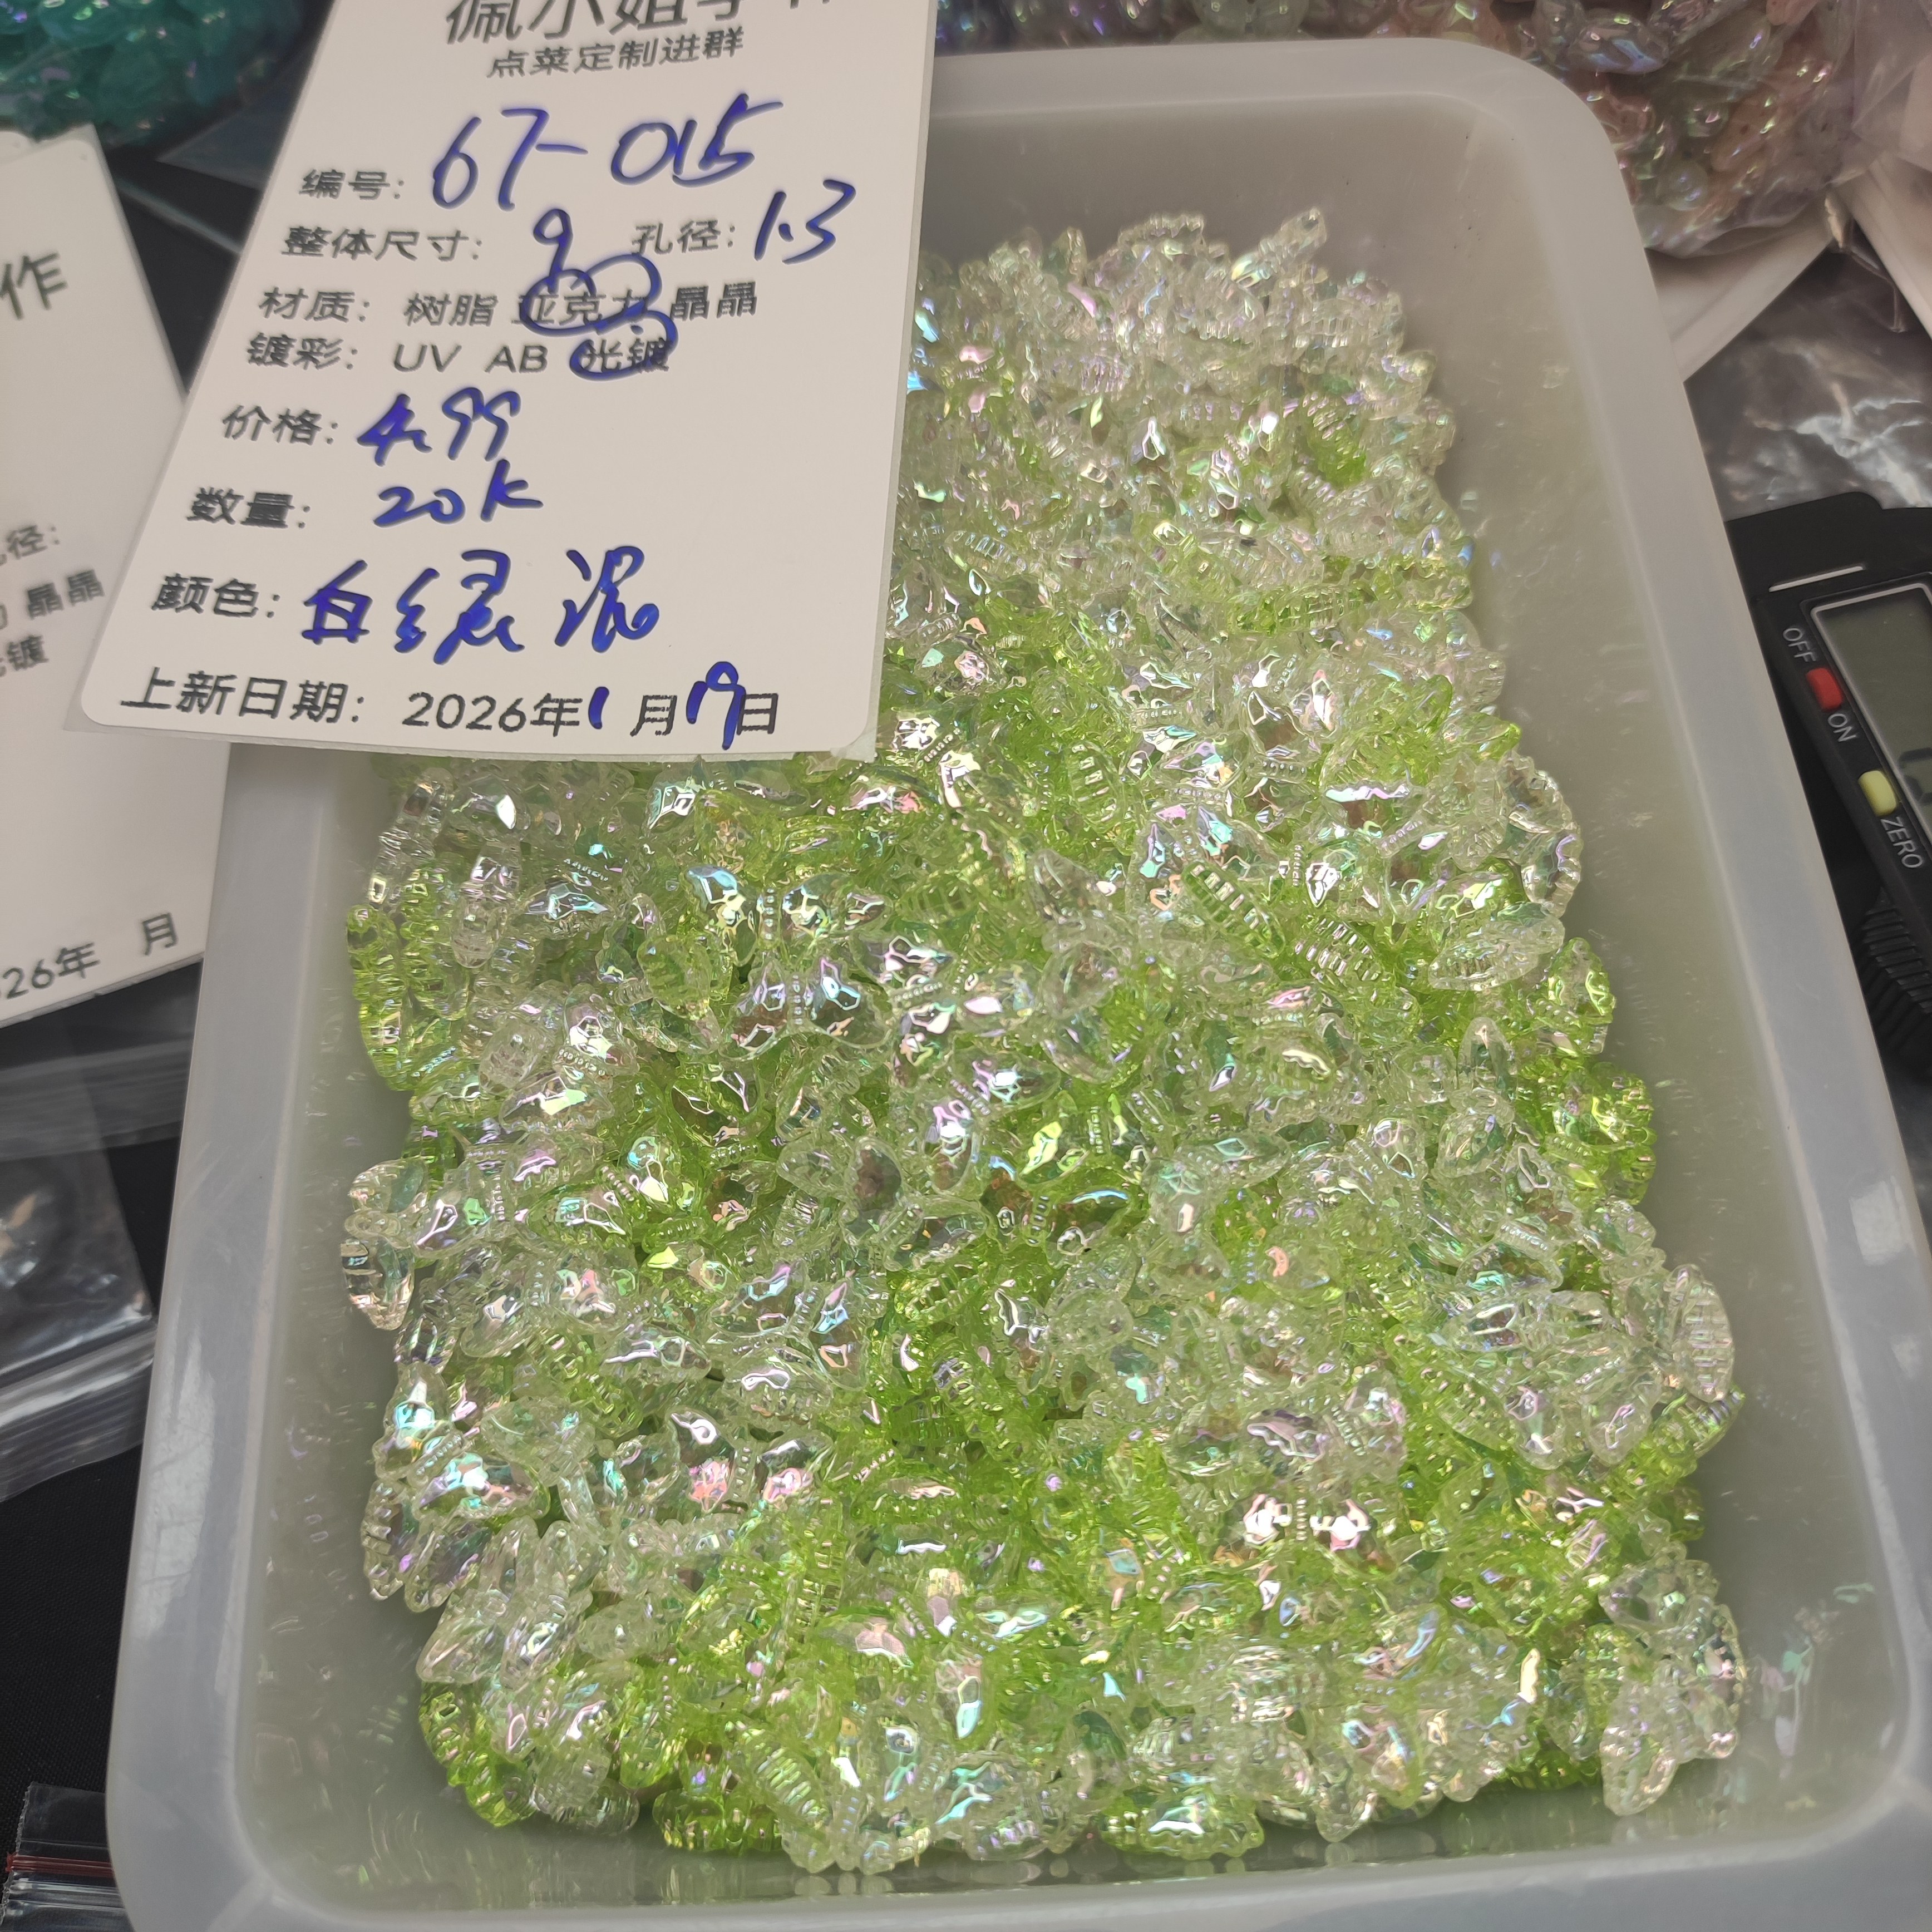 佩小姐手作
点菜定制进群
编号: 67-015
整体尺寸: 9 孔径: 1.3
材质: 树脂 亚克力 晶晶
镀彩: UV AB 光镀
价格: 4.99
数量: 20k
颜色: 白绿混
上新日期: 2026年1月19日
作
径:
晶晶
镀
26年 月
OFF
ON
ZERO